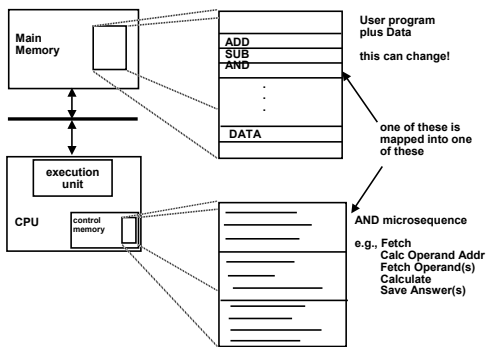 Main
Memory
ADD
SUB
AND
.
.
.
DATA
User program
plus Data
this can change!
one of these is
mapped into one
of these
execution
unit
CPU
control
memory
AND microsequence
e.g., Fetch
Calc Operand Addr
Fetch Operand(s)
Calculate
Save Answer(s)